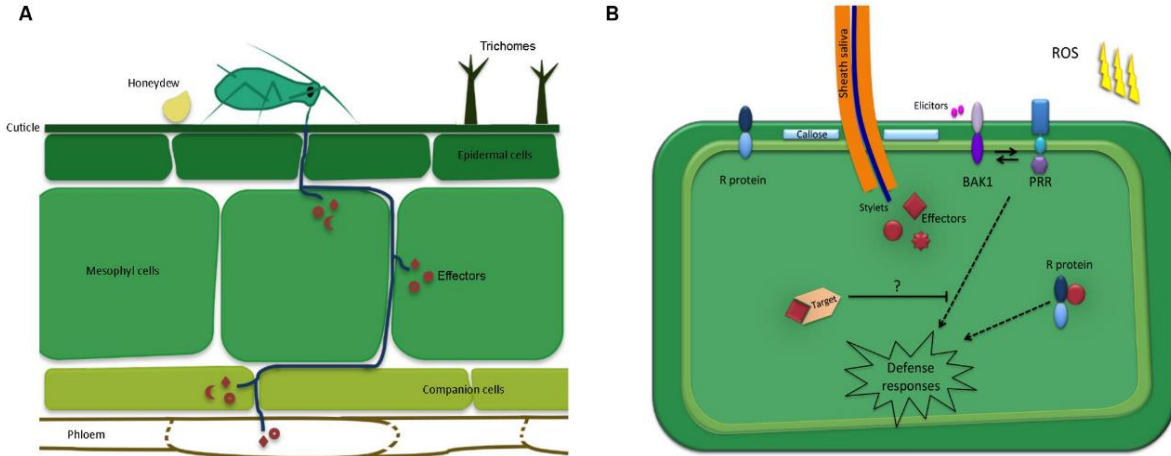 A
Trichomes
Honeydew
Cuticle
Epidermal cells
Mesophyl cells
Effectors
Companion cells
Phloem
B
Sheath saliva
ROS
Elicitors
Callose
R protein
BAK1
PRR
Stylets
Effectors
R protein
?
Target
Defense
responses